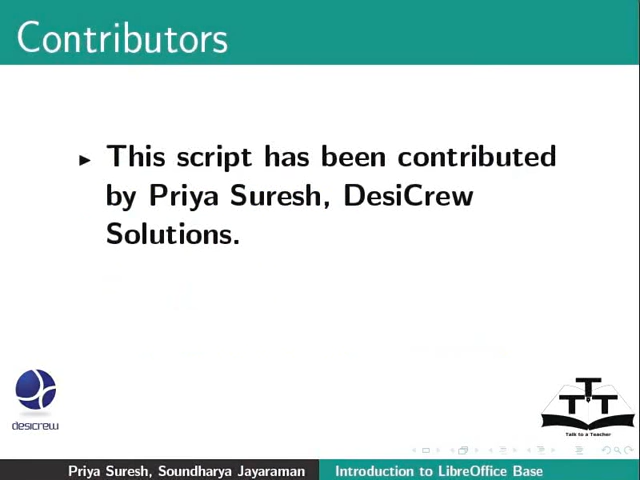 Contributors
This script has been contributed
by Priya Suresh, DesiCrew
Solutions.
desicrew
T
T T
Talk to a Teacher
Priya Suresh, Soundharya Jayaraman
Introduction to LibreOffice Base